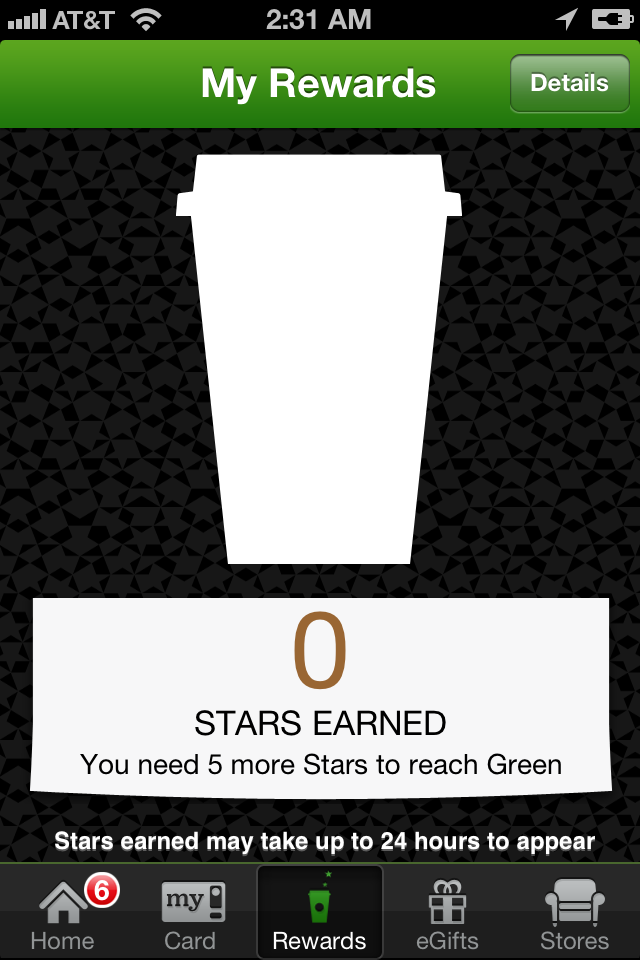 AT&T 2:31 AM
My Rewards Details
0
STARS EARNED
You need 5 more Stars to reach Green
Stars earned may take up to 24 hours to appear
6
my
Home Card Rewards eGifts Stores